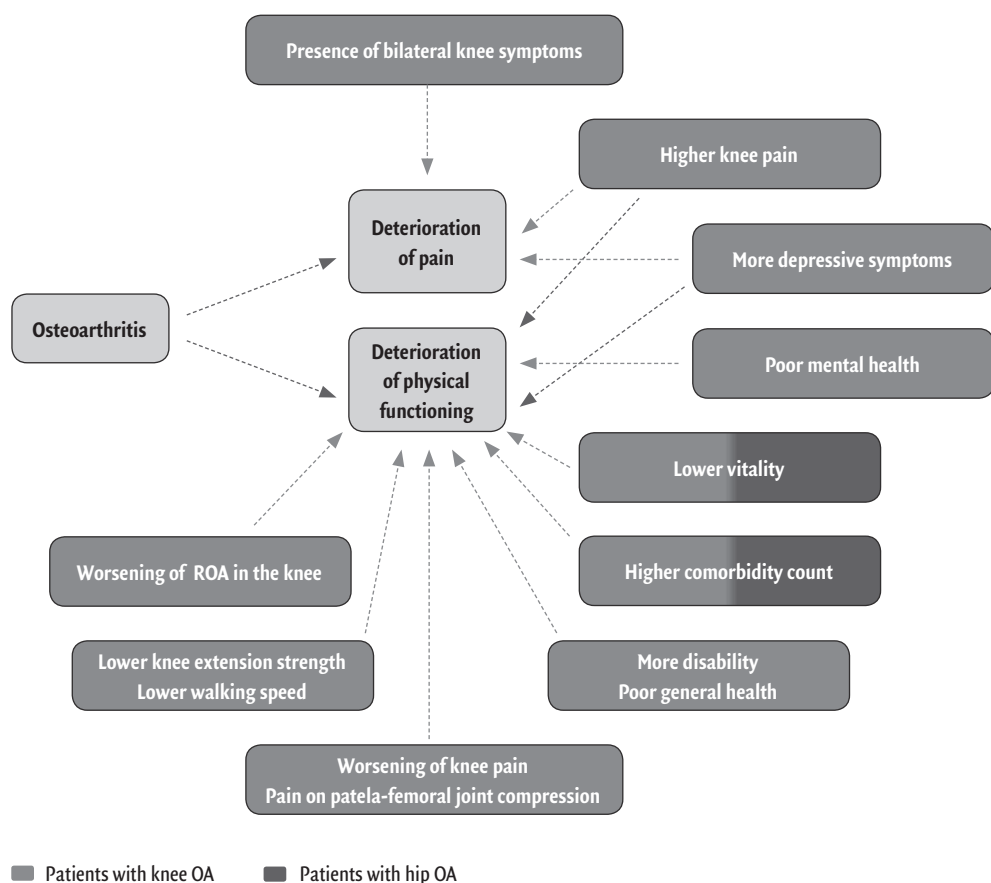 Presence of bilateral knee symptoms
Higher knee pain
Deterioration
of pain
More depressive symptoms
Osteoarthritis
Deterioration
of physical
functioning
Poor mental health
Lower vitality
Worsening of ROA in the knee
Higher comorbidity count
Lower knee extension strength
Lower walking speed
More disability
Poor general health
Worsening of knee pain
Pain on patela-femoral joint compression
Patients with knee OA
Patients with hip OA